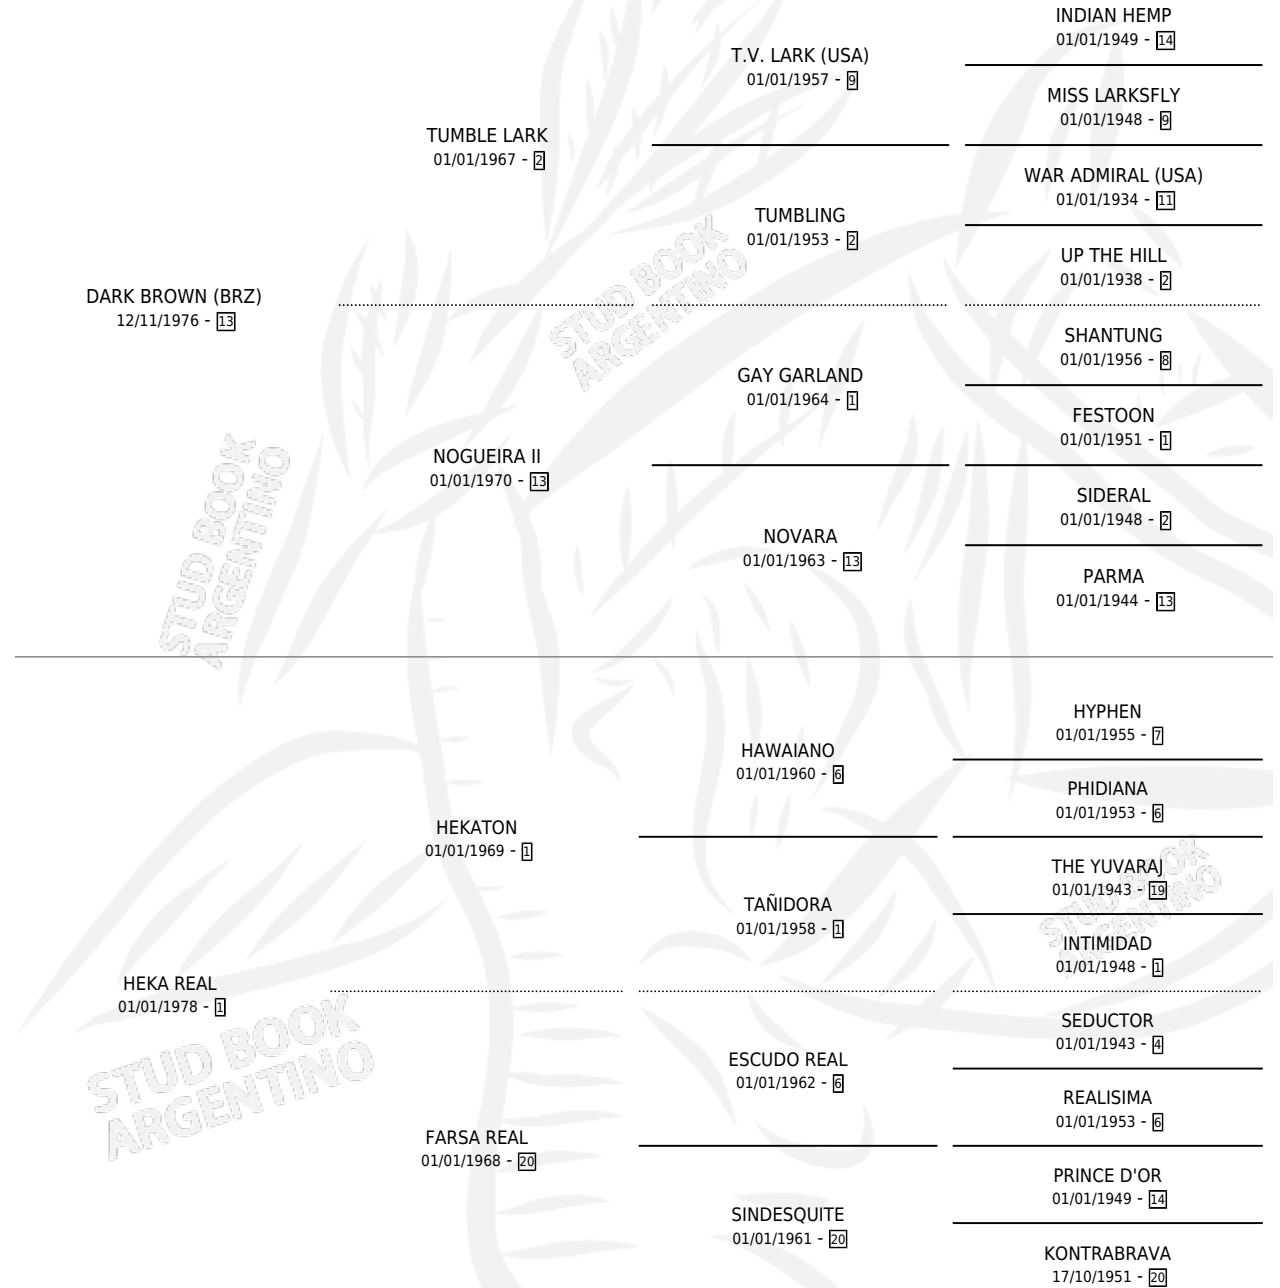 INDIAN HEMP
01/01/1949 - 14
T.V. LARK (USA)
01/01/1957 - 9
MISS LARKSFLY
01/01/1948 - 9
TUMBLE LARK
01/01/1967 - 2
WAR ADMIRAL (USA)
01/01/1934 - 11
TUMBLING
01/01/1953 - 2
UP THE HILL
01/01/1938 - 2
DARK BROWN (BRZ)
12/11/1976 - 13
SHANTUNG
01/01/1956 - 8
GAY GARLAND
01/01/1964 - 1
FESTOON
01/01/1951 - 1
NOGUEIRA II
01/01/1970 - 13
SIDERAL
01/01/1948 - 2
NOVARA
01/01/1963 - 13
PARMA
01/01/1944 - 13
HYPHEN
01/01/1955 - 7
HAWAIANO
01/01/1960 - 6
PHIDIANA
01/01/1953 - 6
HEKATON
01/01/1969 - 1
THE YUVARAJ
01/01/1943 - 19
TAÑIDORA
01/01/1958 - 1
INTIMIDAD
01/01/1948 - 1
HEKA REAL
01/01/1978 - 1
SEDUCTOR
01/01/1943 - 4
ESCUDO REAL
01/01/1962 - 6
REALISIMA
01/01/1953 - 6
FARSA REAL
01/01/1968 - 20
PRINCE D'OR
01/01/1949 - 14
SINDESQUITE
01/01/1961 - 20
KONTRABRAVA
17/10/1951 - 20
STUD BOOK
ARGENTINO
STUD BOOK
ARGENTINO
STUD BOOK
ARGENTINO
STUD BOOK
ARGENTINO